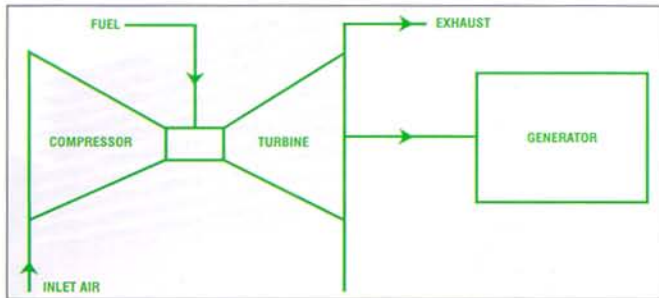 FUEL
EXHAUST
COMPRESSOR
TURBINE
GENERATOR
INLET AIR